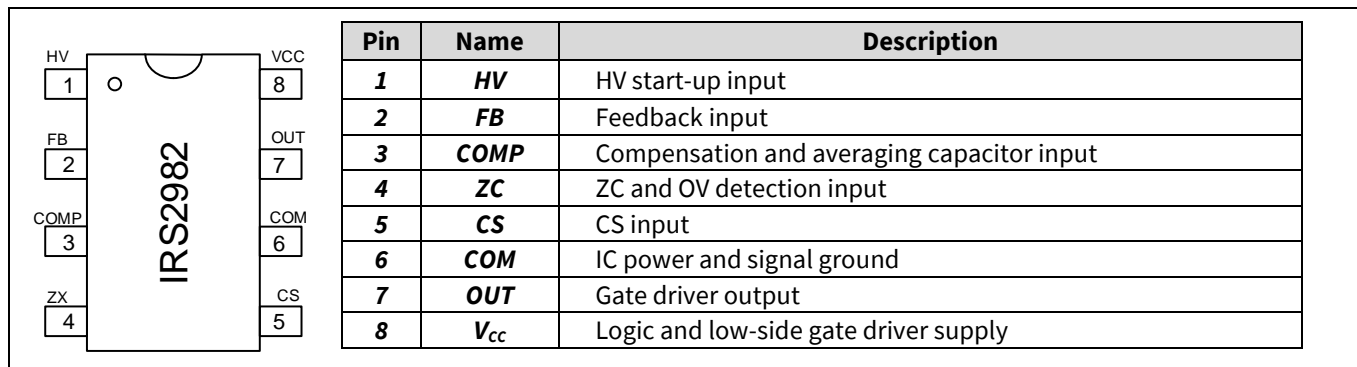 HV VCC
1 8
FB OUT
2 7
COMP COM
3 6
ZX CS
4 5
IRS2982
Pin Name Description
1 HV HV start-up input
2 FB Feedback input
3 COMP Compensation and averaging capacitor input
4 ZC ZC and OV detection input
5 CS CS input
6 COM IC power and signal ground
7 OUT Gate driver output
8 VCC Logic and low-side gate driver supply